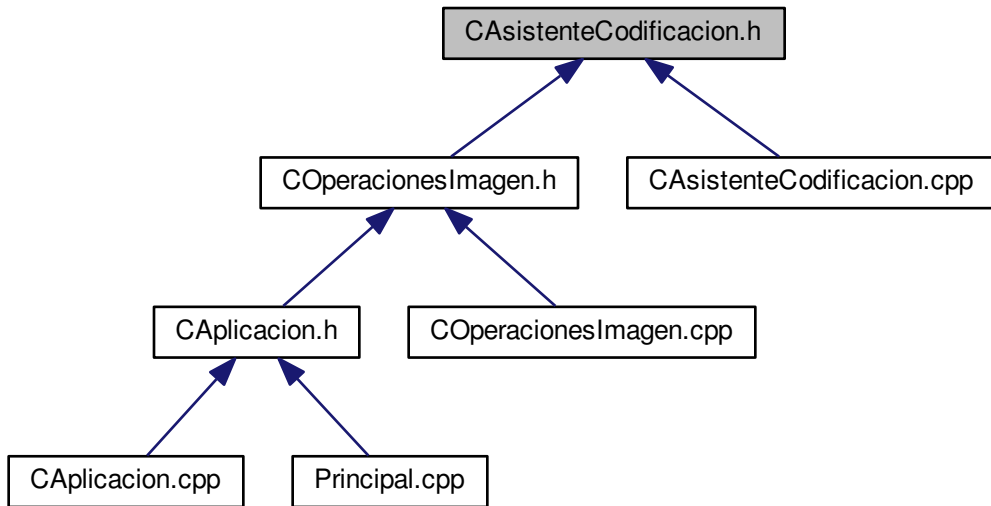 CAsistenteCodificacion.h
COperacionesImagen.h
CAsistenteCodificacion.cpp
CAplicacion.h
COperacionesImagen.cpp
CAplicacion.cpp
Principal.cpp